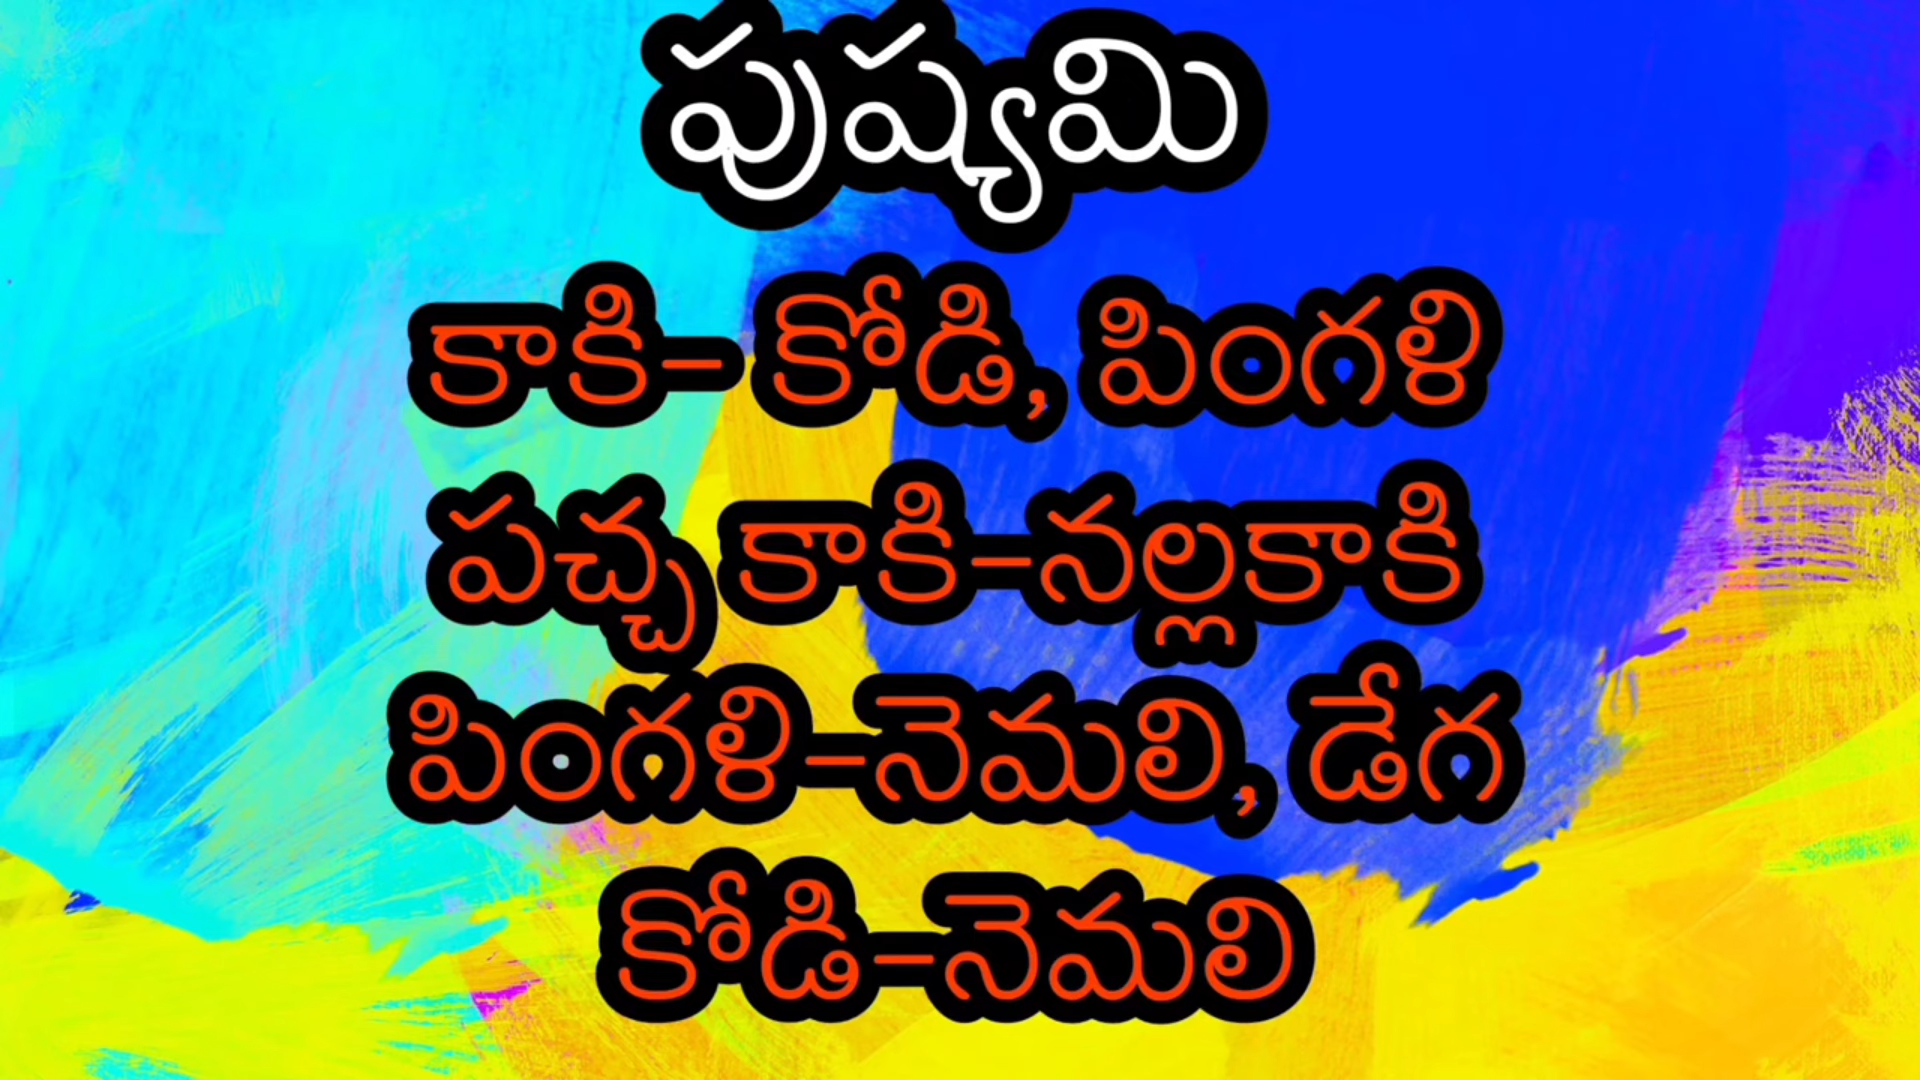 పుష్యమి
కాకి- కోడి, పింగళి
పచ్చ కాకి-నల్లకాకి
పింగళి-నెమలి, డేగ
కోడి-నెమలి